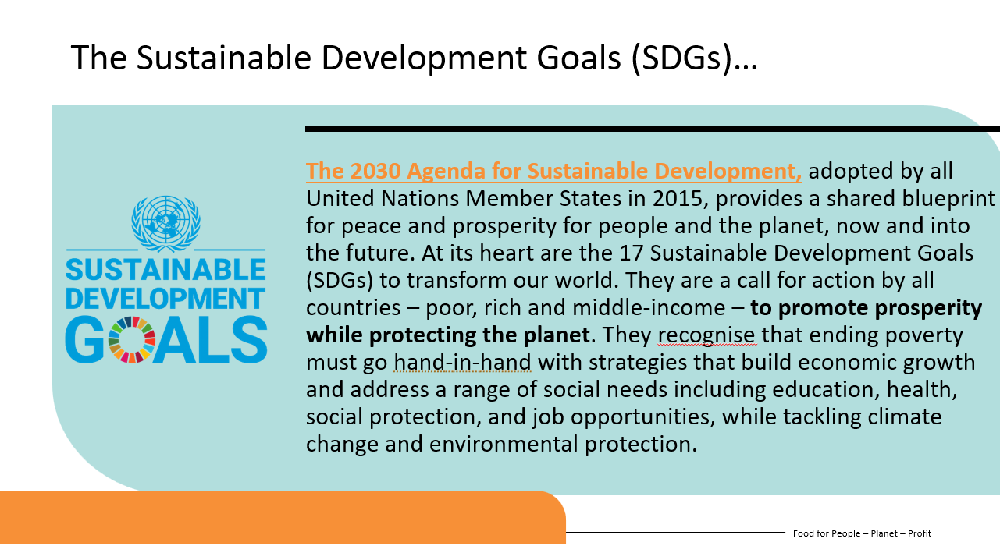 The Sustainable Development Goals (SDGs)…
SUSTAINABLE
DEVELOPMENT
GOALS
The 2030 Agenda for Sustainable Development, adopted by all
United Nations Member States in 2015, provides a shared blueprint
for peace and prosperity for people and the planet, now and into
the future. At its heart are the 17 Sustainable Development Goals
(SDGs) to transform our world. They are a call for action by all
countries – poor, rich and middle-income – to promote prosperity
while protecting the planet. They recognise that ending poverty
must go hand-in-hand with strategies that build economic growth
and address a range of social needs including education, health,
social protection, and job opportunities, while tackling climate
change and environmental protection.
Food for People – Planet – Profit